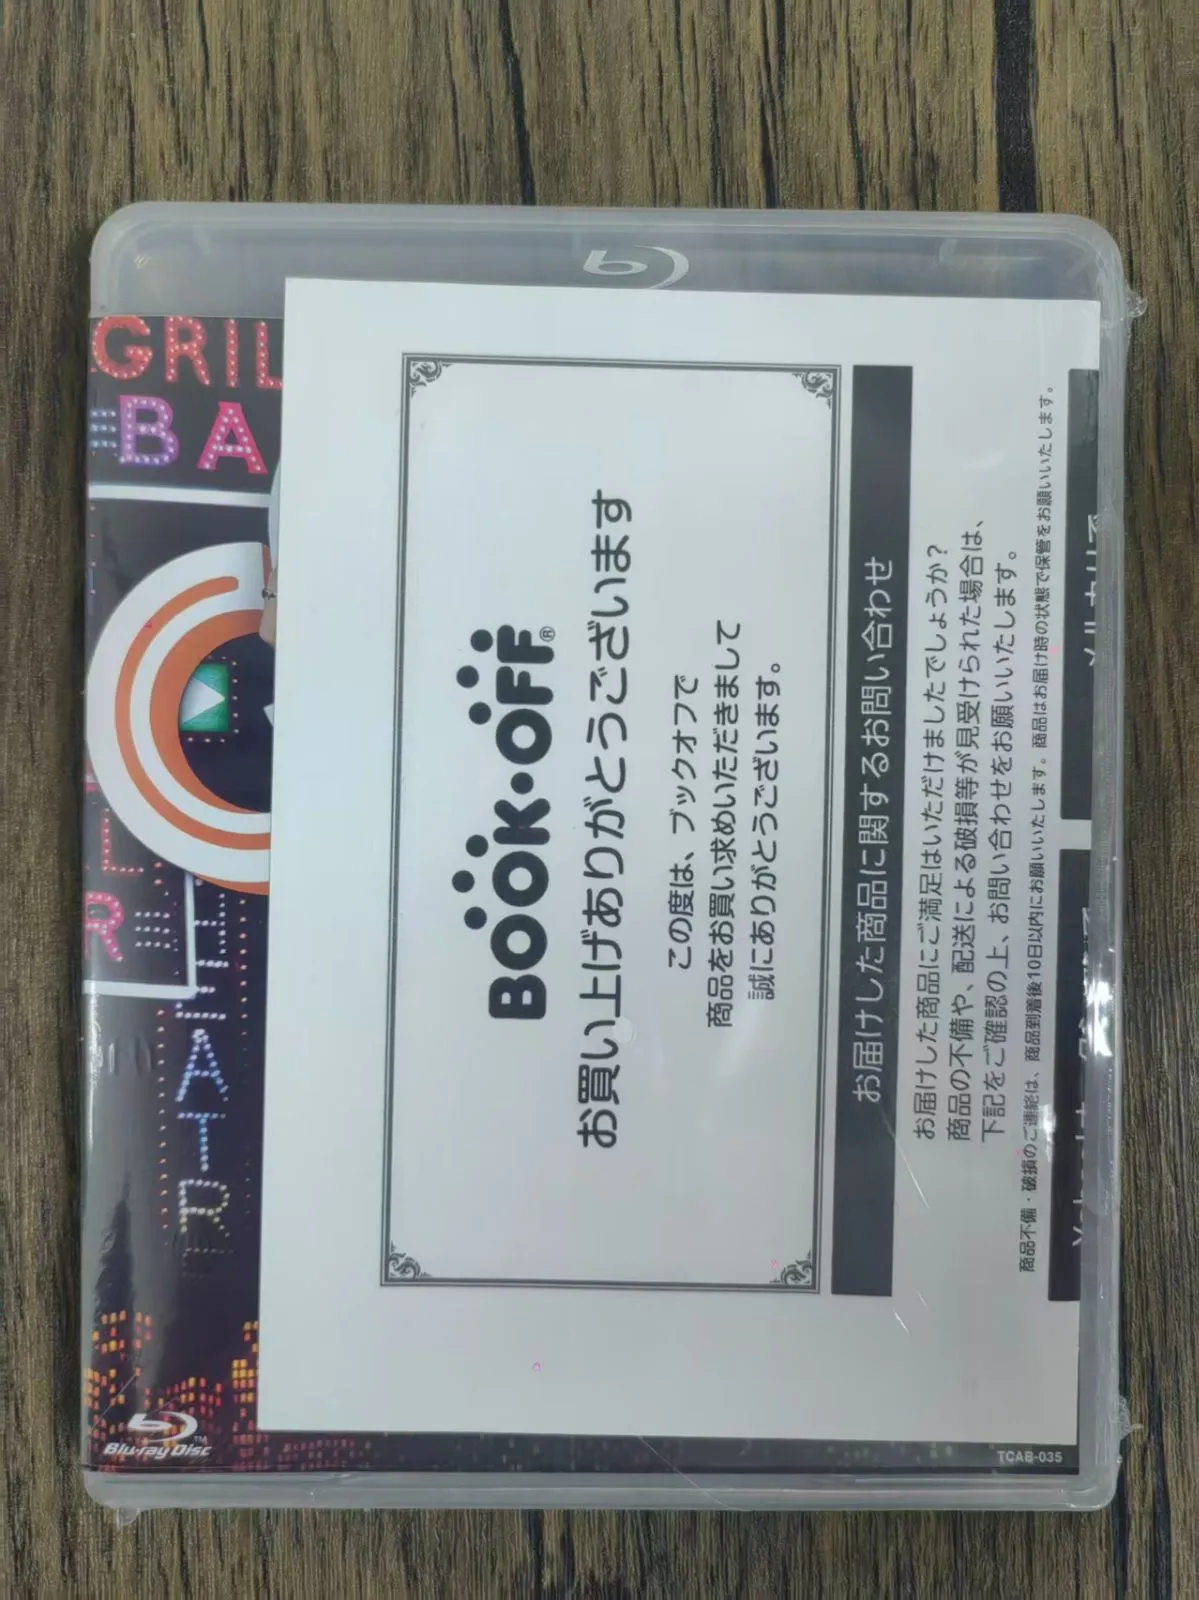 BOOK・OFF®
お買い上げありがとうございます
この度は、ブックオフで
商品をお買い求めいただきまして
誠にありがとうございます。
お届けした商品に関するお問い合わせ
お届けした商品にご満足はいただけましたでしょうか?
商品の不備や、配送による破損等が見受けられた場合は、
下記をご確認の上、お問い合わせをお願いいたします。
商品不備・破損のご連絡は、商品到着後10日以内にお願いいたします。商品はお届け時の状態で保管をお願いいたします。
メルカリで
GRIL
BA
L
R
HEATR
Blu-ray Disc™
TCAB-035